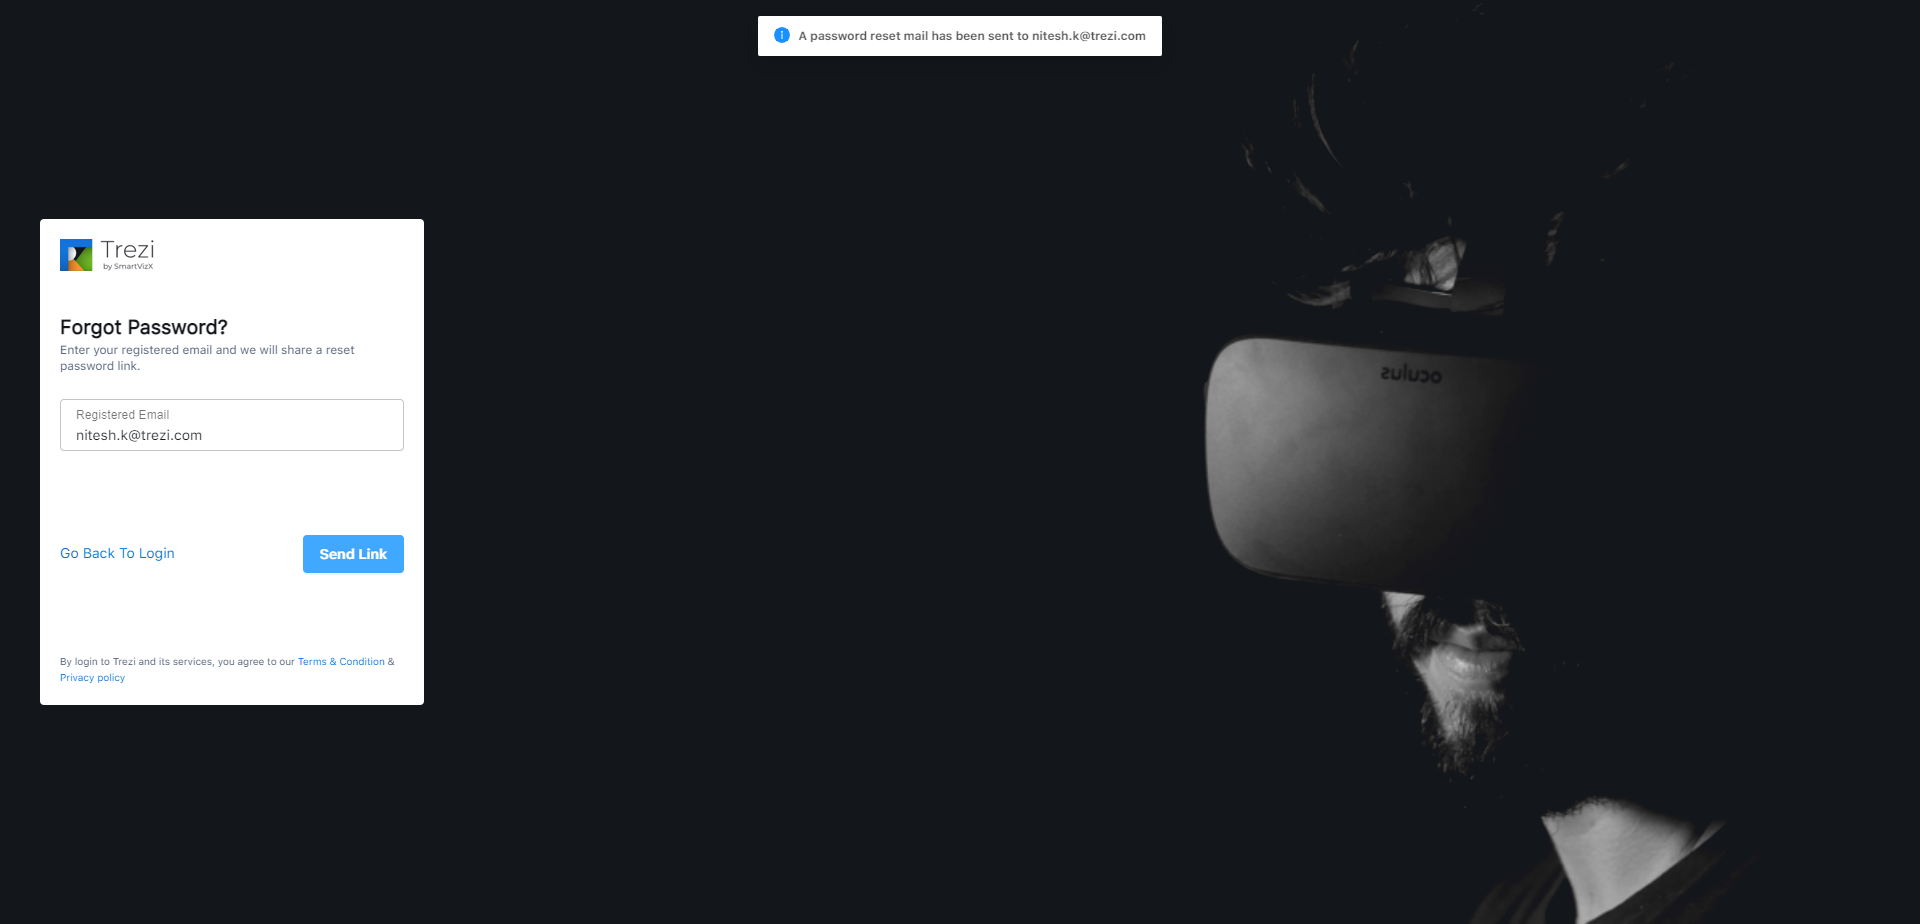 A password reset mail has been sent to nitesh.k@trezi.com
Trezi
by SmartVizX
Forgot Password?
Enter your registered email and we will share a reset
password link.
Registered Email
nitesh.k@trezi.com
Go Back To Login
Send Link
By login to Trezi and its services, you agree to our Terms & Condition &
Privacy policy
oculus